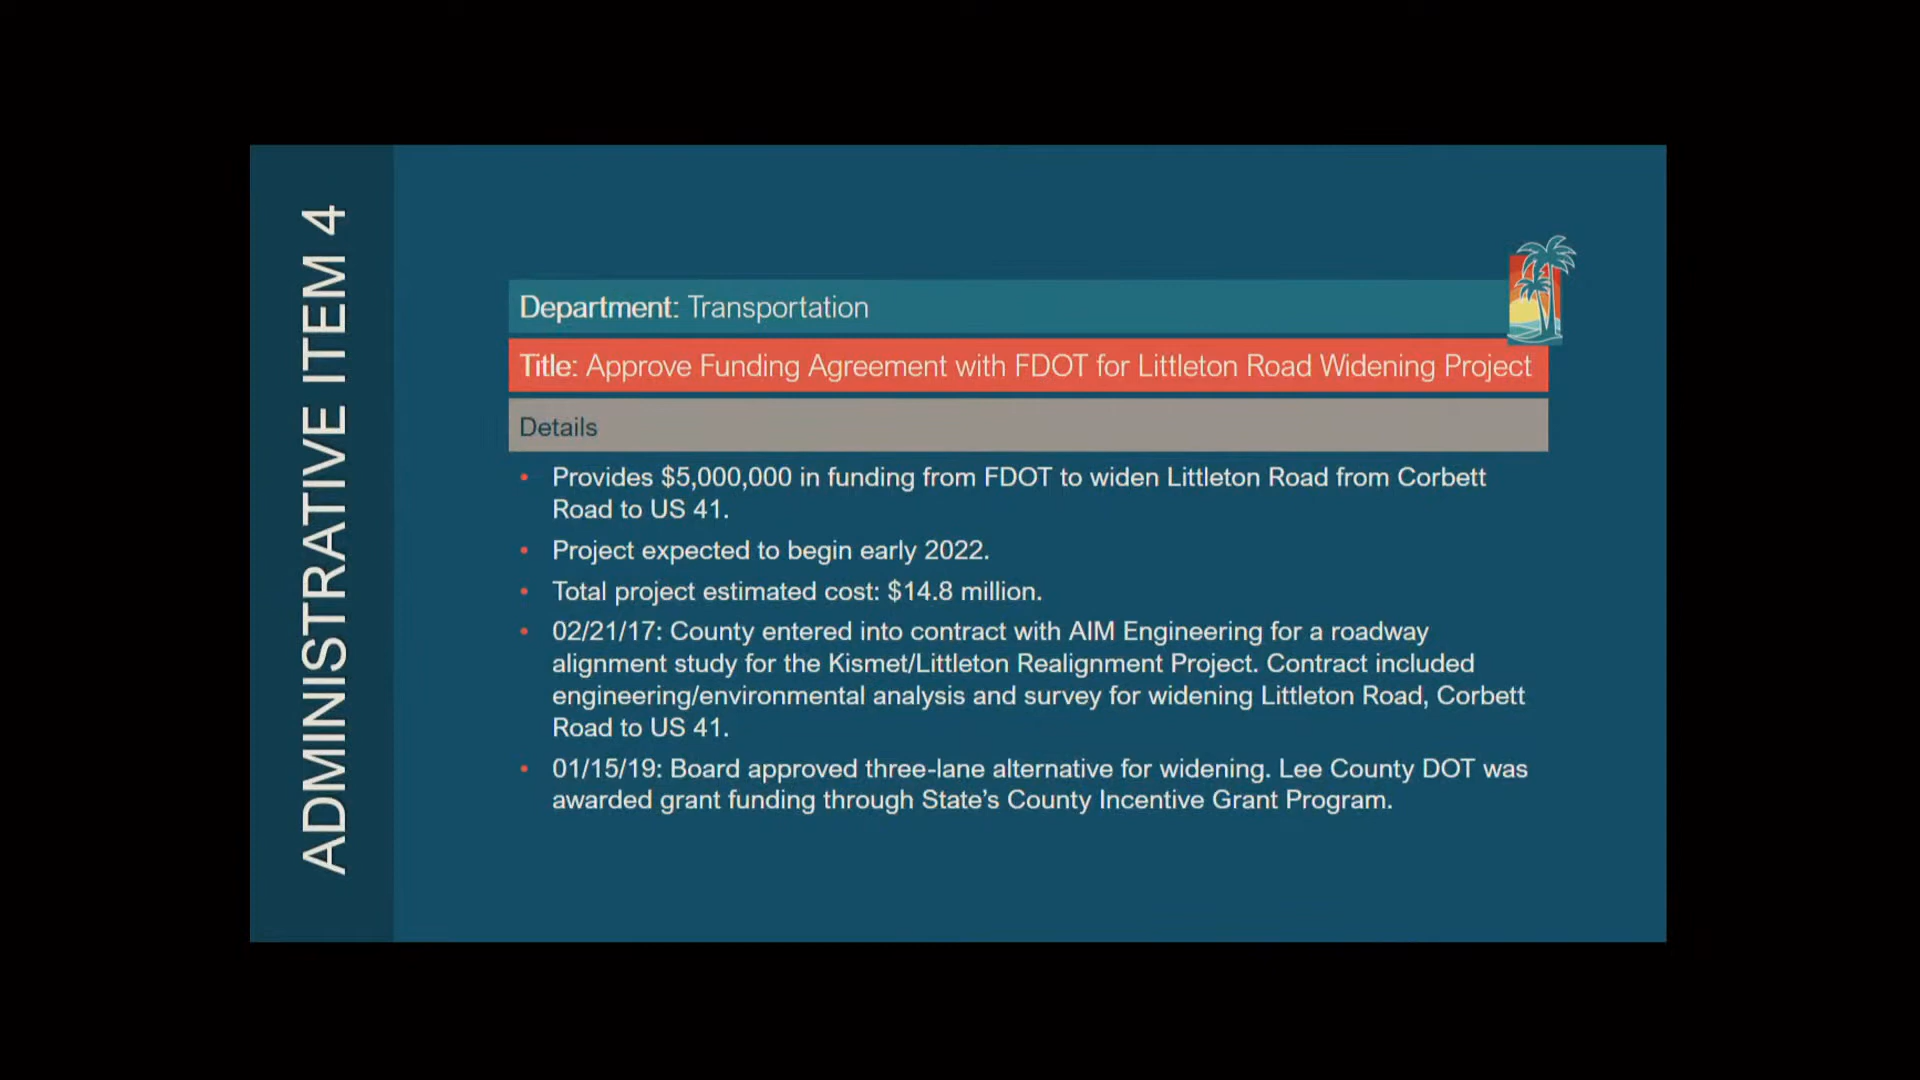 ADMINISTRATIVE ITEM 4
Department: Transportation
Title: Approve Funding Agreement with FDOT for Littleton Road Widening Project
Details
• Provides $5,000,000 in funding from FDOT to widen Littleton Road from Corbett
Road to US 41.
• Project expected to begin early 2022.
• Total project estimated cost: $14.8 million.
• 02/21/17: County entered into contract with AIM Engineering for a roadway
alignment study for the Kismet/Littleton Realignment Project. Contract included
engineering/environmental analysis and survey for widening Littleton Road, Corbett
Road to US 41.
• 01/15/19: Board approved three-lane alternative for widening. Lee County DOT was
awarded grant funding through State’s County Incentive Grant Program.